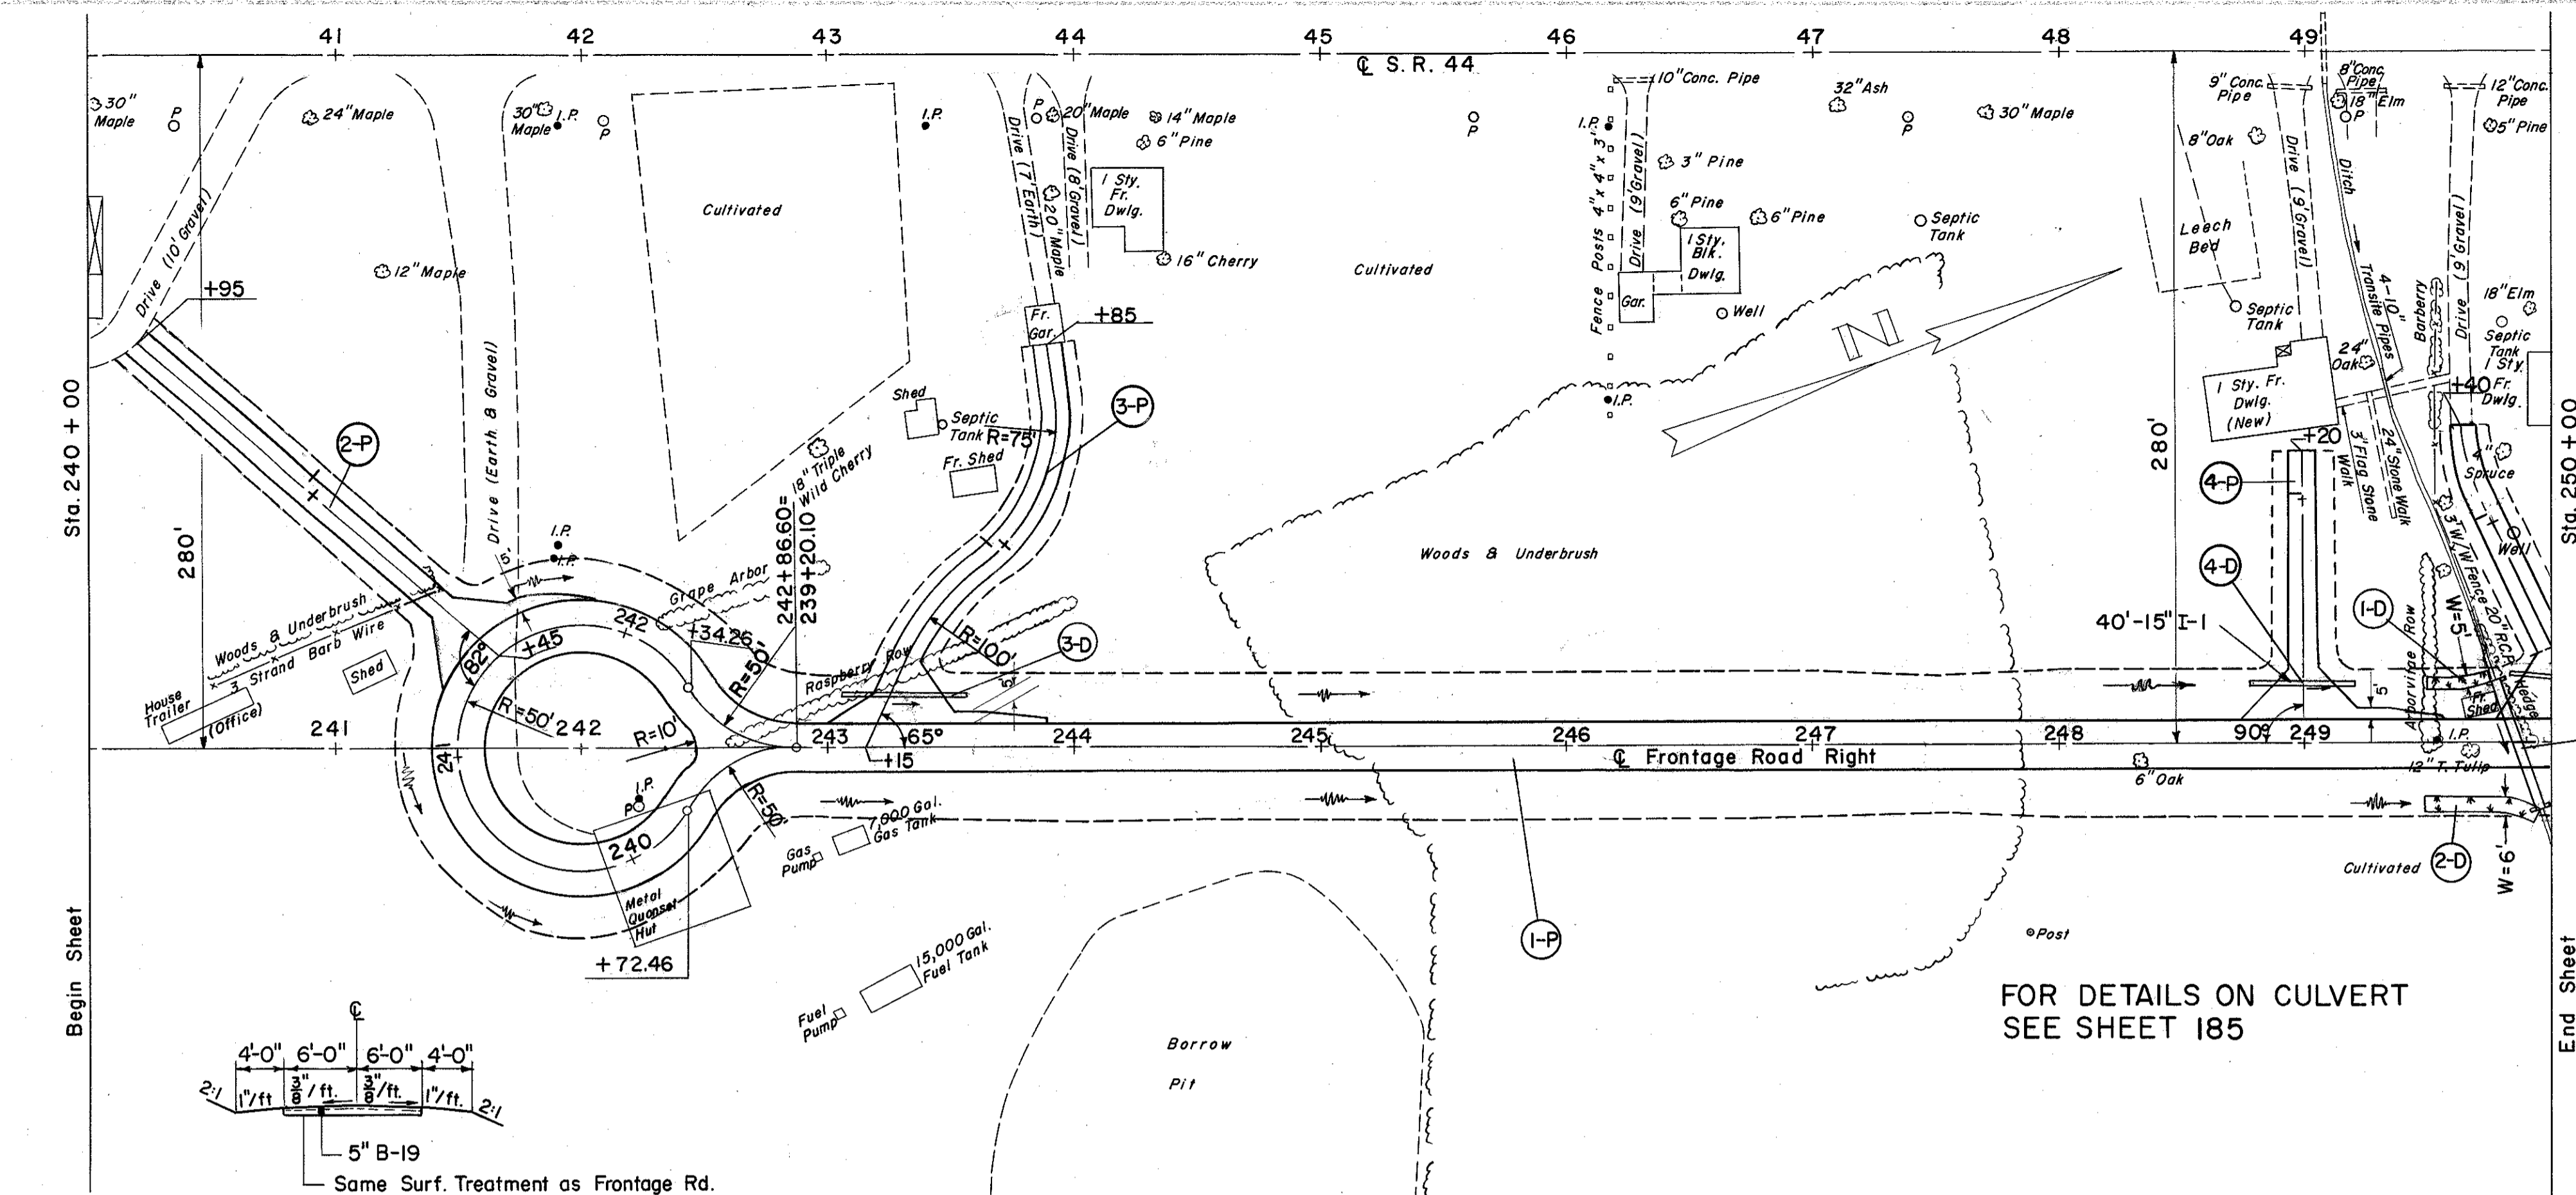 41 42 43 44 45 46 47 48 49
℄ S.R. 44
30" Maple
P
24" Maple
30" Maple
I.P.
P
I.P.
P
20" Maple
14" Maple
6" Pine
P
10" Conc. Pipe
I.P.
32" Ash
P
30" Maple
9" Conc. Pipe
8" Conc. Pipe
18" Elm
P
12" Conc. Pipe
5" Pine
8" Oak
Drive (10' Gravel)
+95
12" Maple
Drive (Earth & Gravel)
Cultivated
Drive (7' Earth)
20" Maple
Drive (8' Gravel)
1 Sty.
Fr.
Dwlg.
16" Cherry
Cultivated
Fence Posts 4" x 4" x 3'
Drive (9' Gravel)
3" Pine
6" Pine
6" Pine
1 Sty.
Blk.
Dwlg.
Gar.
Well
Septic
Tank
N
Leech
Bed
Septic
Tank
Drive (9' Gravel)
Ditch
4-10"
Transite Pipes
Barberry
Drive (9' Gravel)
18" Elm
Septic
Tank
1 Sty.
Fr.
Dwlg.
+40
24"
Oak
1 Sty. Fr.
Dwlg.
(New)
3' Flag Stone
Walk
24" Stone Walk
+20
4"
Spruce
Well
3' W/W Fence
20" RCP
Fr.
Gar.
+85
3-P
R=75'
Shed
Septic
Tank
Fr. Shed
18" Triple
Wild Cherry
I.P.
Sta. 240 + 00
280'
2-P
I.P.
I.P.
5'
Grape Arbor
242+86.60=
239+20.10
Woods & Underbrush
280'
4-P
4-D
1-D
40'-15" I-1
W=5'
Arborvitae Row
Sta. 250 + 00
Woods & Underbrush
3 Strand Barb Wire
Shed
House
Trailer
(Office)
82°
+45
242
+34.26
R=50'
Raspberry Row
R=100'
3-D
5'
5'
Fr.
Shed
Hedge
241
R=50'
242
R=10'
243
65°
244
245
246
247
248
90°
249
241
+15
℄ Frontage Road Right
6" Oak
I.P.
12" T. Tulip
I.P.
P
R=50'
240
Metal
Quonset
Hut
+72.46
Gas
Pump
7,000 Gal.
Gas Tank
15,000 Gal.
Fuel Tank
Fuel
Pump
Borrow
Pit
1-P
Cultivated
2-D
W=6'
Post
FOR DETAILS ON CULVERT
SEE SHEET 185
Begin Sheet
End Sheet
℄
4'-0" 6'-0" 6'-0" 4'-0"
2:1 1"/ft 3/8"/ft. 3/8"/ft. 1"/ft. 2:1
5" B-19
Same Surf. Treatment as Frontage Rd.